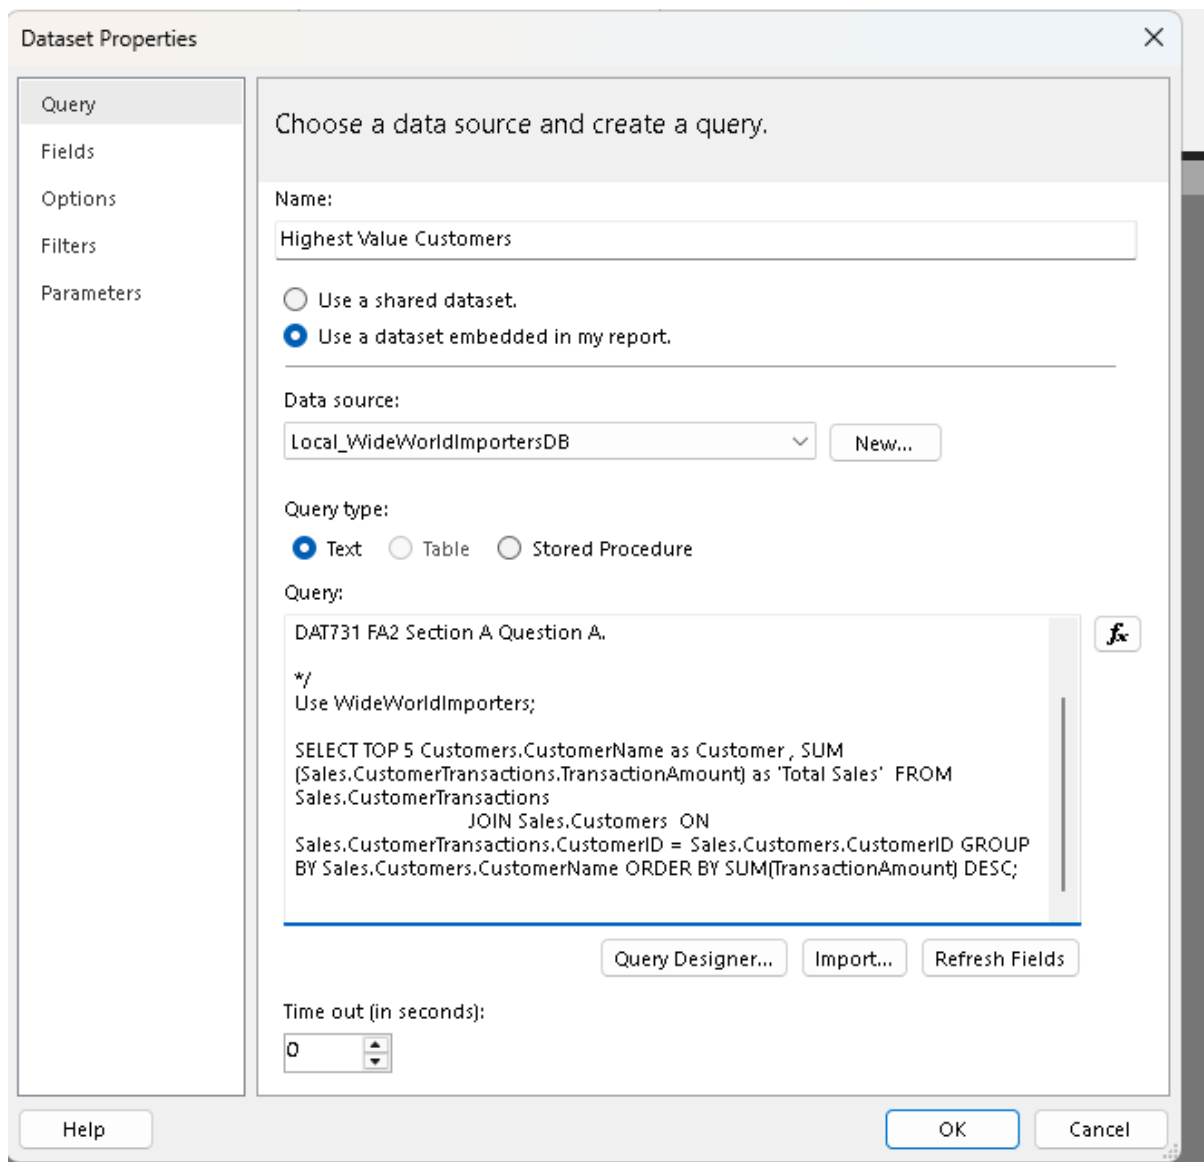 Dataset Properties
Query
Fields
Options
Filters
Parameters
Choose a data source and create a query.
Name:
Highest Value Customers
Use a shared dataset.
Use a dataset embedded in my report.
Data source:
Local_WideWorldImportersDB
New...
Query type:
Text Table Stored Procedure
Query:
DAT731 FA2 Section A Question A.
*/
Use WideWorldImporters;
SELECT TOP 5 Customers.CustomerName as Customer , SUM
(Sales.CustomerTransactions.TransactionAmount) as 'Total Sales'  FROM
Sales.CustomerTransactions
JOIN Sales.Customers  ON
Sales.CustomerTransactions.CustomerID = Sales.Customers.CustomerID GROUP
BY Sales.Customers.CustomerName ORDER BY SUM(TransactionAmount) DESC;
fx
Query Designer... Import... Refresh Fields
Time out (in seconds):
0
Help OK Cancel